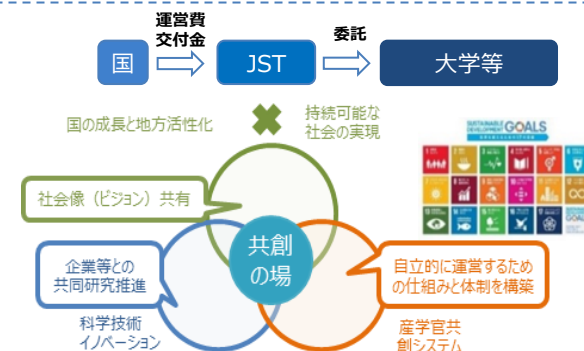 運営費
交付金
委託
国
JST
大学等
国の成長と地方活性化
持続可能な
社会の実現
SUSTAINABLE
DEVELOPMENT GOALS
社会像（ビジョン）共有
共創
の場
企業等との
共同研究推進
自立的に運営するため
の仕組みと体制を構築
科学技術
イノベーション
産学官共
創システム